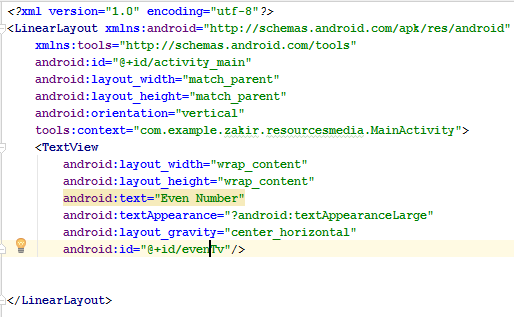 <?xml version="1.0" encoding="utf-8"?>
<LinearLayout xmlns:android="http://schemas.android.com/apk/res/android"
    xmlns:tools="http://schemas.android.com/tools"
    android:id="@+id/activity_main"
    android:layout_width="match_parent"
    android:layout_height="match_parent"
    android:orientation="vertical"
    tools:context="com.example.zakir.resourcesmedia.MainActivity">
    <TextView
        android:layout_width="wrap_content"
        android:layout_height="wrap_content"
        android:text="Even Number"
        android:textAppearance="?android:textAppearanceLarge"
        android:layout_gravity="center_horizontal"
        android:id="@+id/evenTv"/>
</LinearLayout>